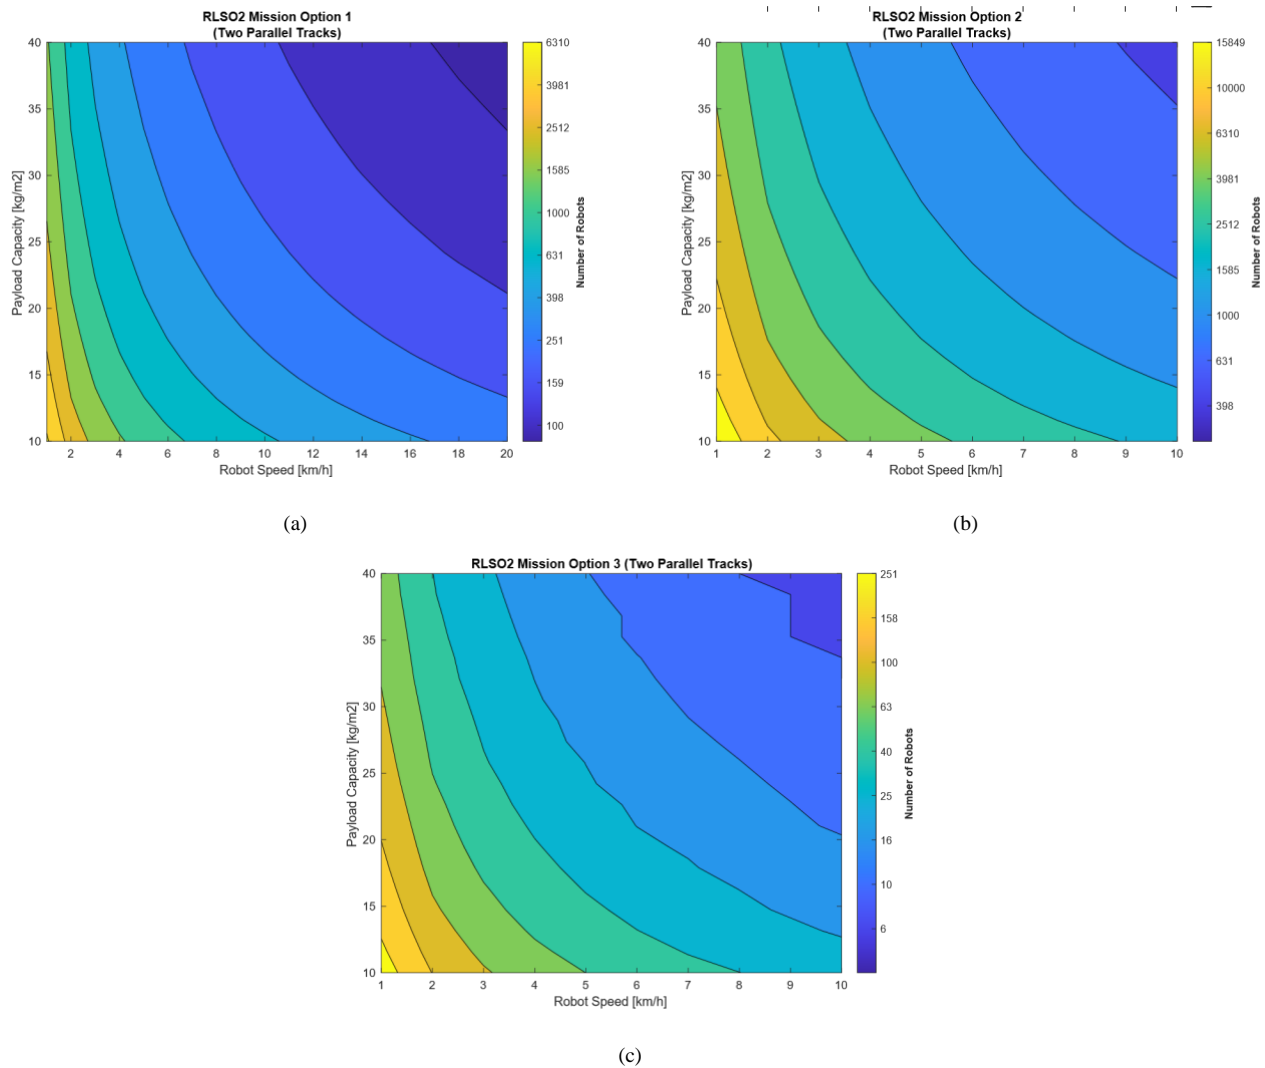 RLSO2 Mission Option 1
(Two Parallel Tracks)
40
35
30
25
20
15
10
Payload Capacity [kg/m2]
2 4 6 8 10 12 14 16 18 20
Robot Speed [km/h]
6310
3981
2512
1585
1000
631
398
251
159
100
Number of Robots
(a)
RLSO2 Mission Option 2
(Two Parallel Tracks)
40
35
30
25
20
15
10
Payload Capacity [kg/m2]
1 2 3 4 5 6 7 8 9 10
Robot Speed [km/h]
15849
10000
6310
3981
2512
1585
1000
631
398
Number of Robots
(b)
RLSO2 Mission Option 3 (Two Parallel Tracks)
40
35
30
25
20
15
10
Payload Capacity [kg/m2]
1 2 3 4 5 6 7 8 9 10
Robot Speed [km/h]
251
158
100
63
40
25
16
10
6
Number of Robots
(c)